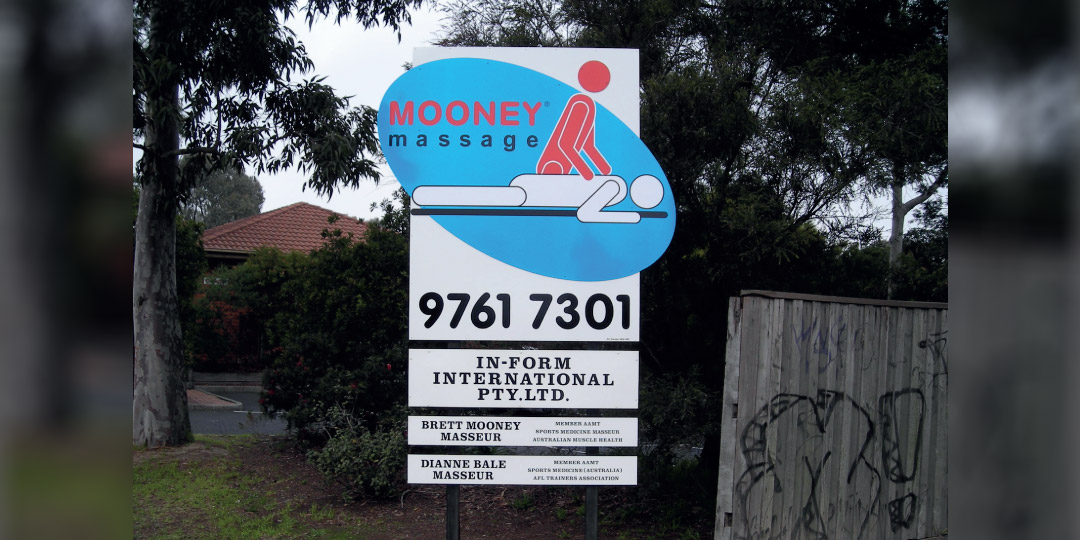 MOONEY®
massage
9761 7301
IN-FORM
INTERNATIONAL
PTY.LTD.
BRETT MOONEY
MASSEUR
MEMBER AAMT
SPORTS MEDICINE MASSEUR
AUSTRALIAN MUSCLE HEALTH
DIANNE BALE
MASSEUR
MEMBER AAMT
SPORTS MEDICINE (AUSTRALIA)
AFL TRAINERS ASSOCIATION